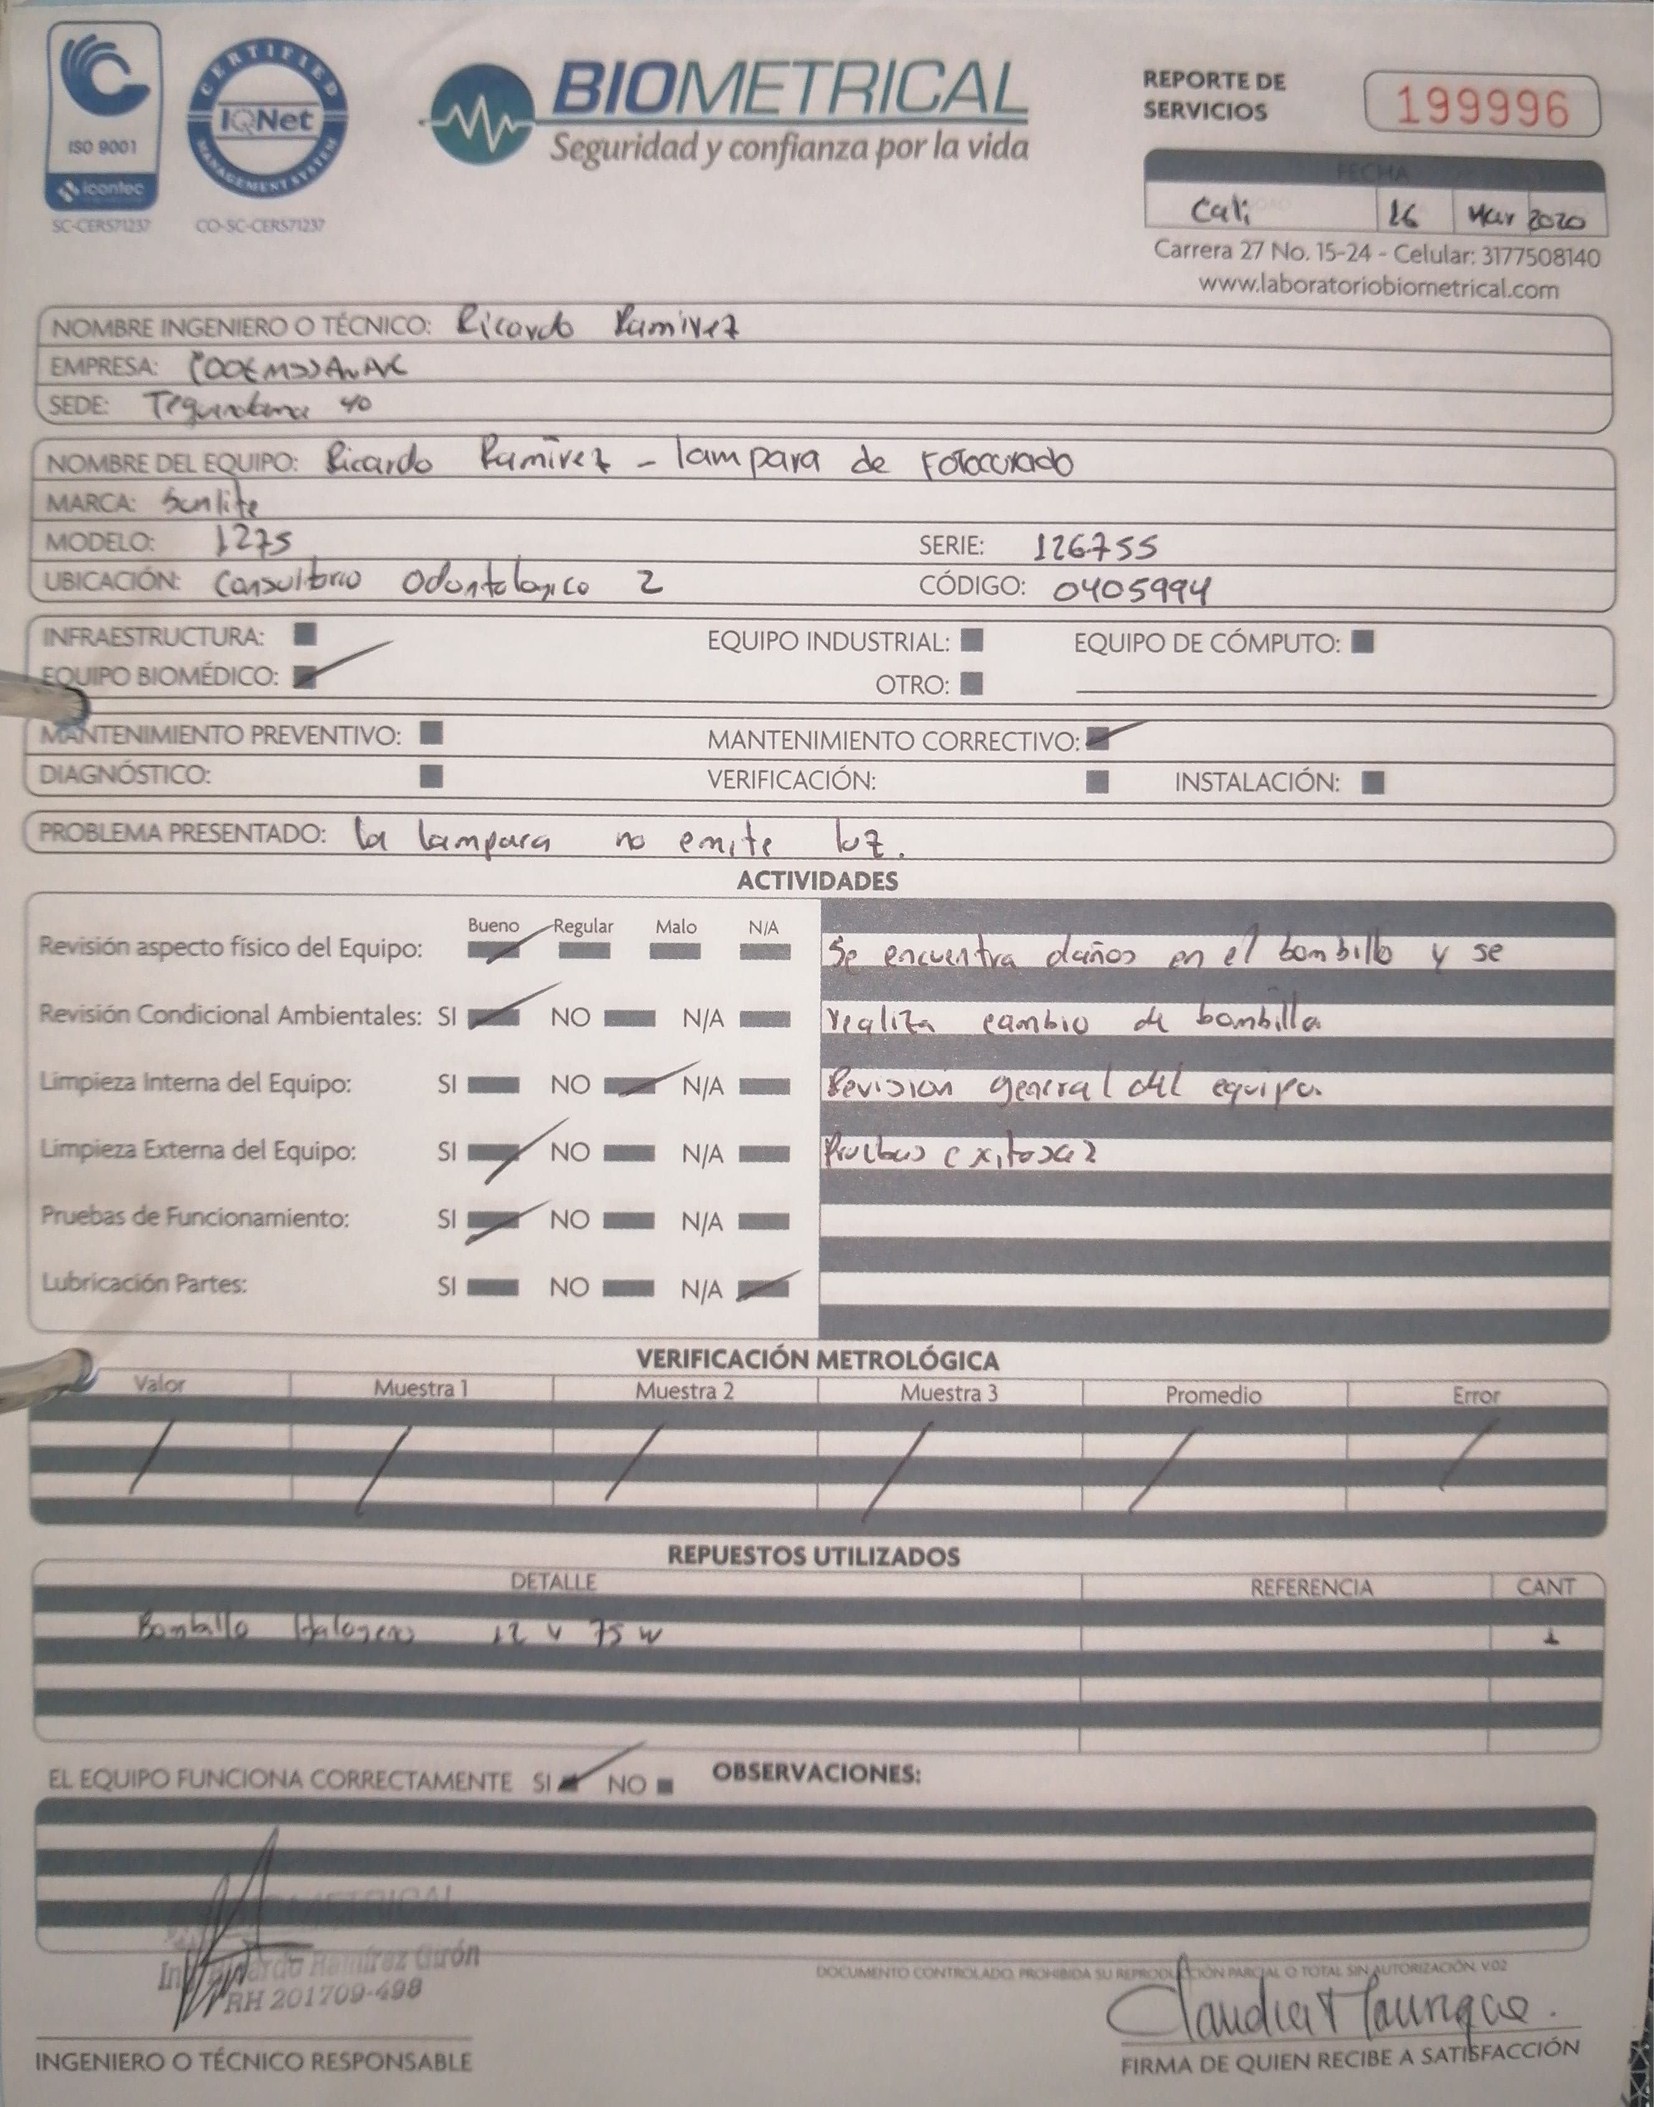 ISO 9001
icontec
SC-CER571237
CERTIFIED
IQNet
MANAGEMENT SYSTEM
CO-SC-CER571237
BIOMETRICAL
Seguridad y confianza por la vida
REPORTE DE
SERVICIOS
199996
FECHA
Cali 16 Mar 2020
Carrera 27 No. 15-24 - Celular: 3177508140
www.laboratoriobiometrical.com
NOMBRE INGENIERO O TÉCNICO: Ricardo Ramirez
EMPRESA:
SEDE: 40
NOMBRE DEL EQUIPO: Ricardo Ramirez - lampara de Fotocurado
MARCA: Sunlite
MODELO: 1275 SERIE: 126755
UBICACIÓN: Consultorio Odontologico 2 CÓDIGO: 0405994
INFRAESTRUCTURA: EQUIPO INDUSTRIAL: EQUIPO DE CÓMPUTO:
EQUIPO BIOMÉDICO: OTRO:
MANTENIMIENTO PREVENTIVO: MANTENIMIENTO CORRECTIVO:
DIAGNÓSTICO: VERIFICACIÓN: INSTALACIÓN:
PROBLEMA PRESENTADO: la lampara no emite luz.
ACTIVIDADES
Bueno Regular Malo N/A
Revisión aspecto físico del Equipo: Se encuentra daños en el bombillo y se
Revisión Condicional Ambientales: SI NO N/A realiza cambio de bombilla
Limpieza Interna del Equipo: SI NO N/A Revision general del equipo.
Limpieza Externa del Equipo: SI NO N/A Pruebas exitosas
Pruebas de Funcionamiento: SI NO N/A
Lubricación Partes: SI NO N/A
VERIFICACIÓN METROLÓGICA
Valor Muestra 1 Muestra 2 Muestra 3 Promedio Error
REPUESTOS UTILIZADOS
DETALLE REFERENCIA CANT
Bombillo Halogeno 12 v 75 w 1
EL EQUIPO FUNCIONA CORRECTAMENTE SI NO OBSERVACIONES:
BIOMETRICAL
Ing. Ricardo Ramírez Girón
RH 201709-498
DOCUMENTO CONTROLADO, PROHIBIDA SU REPRODUCCIÓN PARCIAL O TOTAL SIN AUTORIZACIÓN. V.02
Claudia Manrique.
INGENIERO O TÉCNICO RESPONSABLE
FIRMA DE QUIEN RECIBE A SATISFACCIÓN